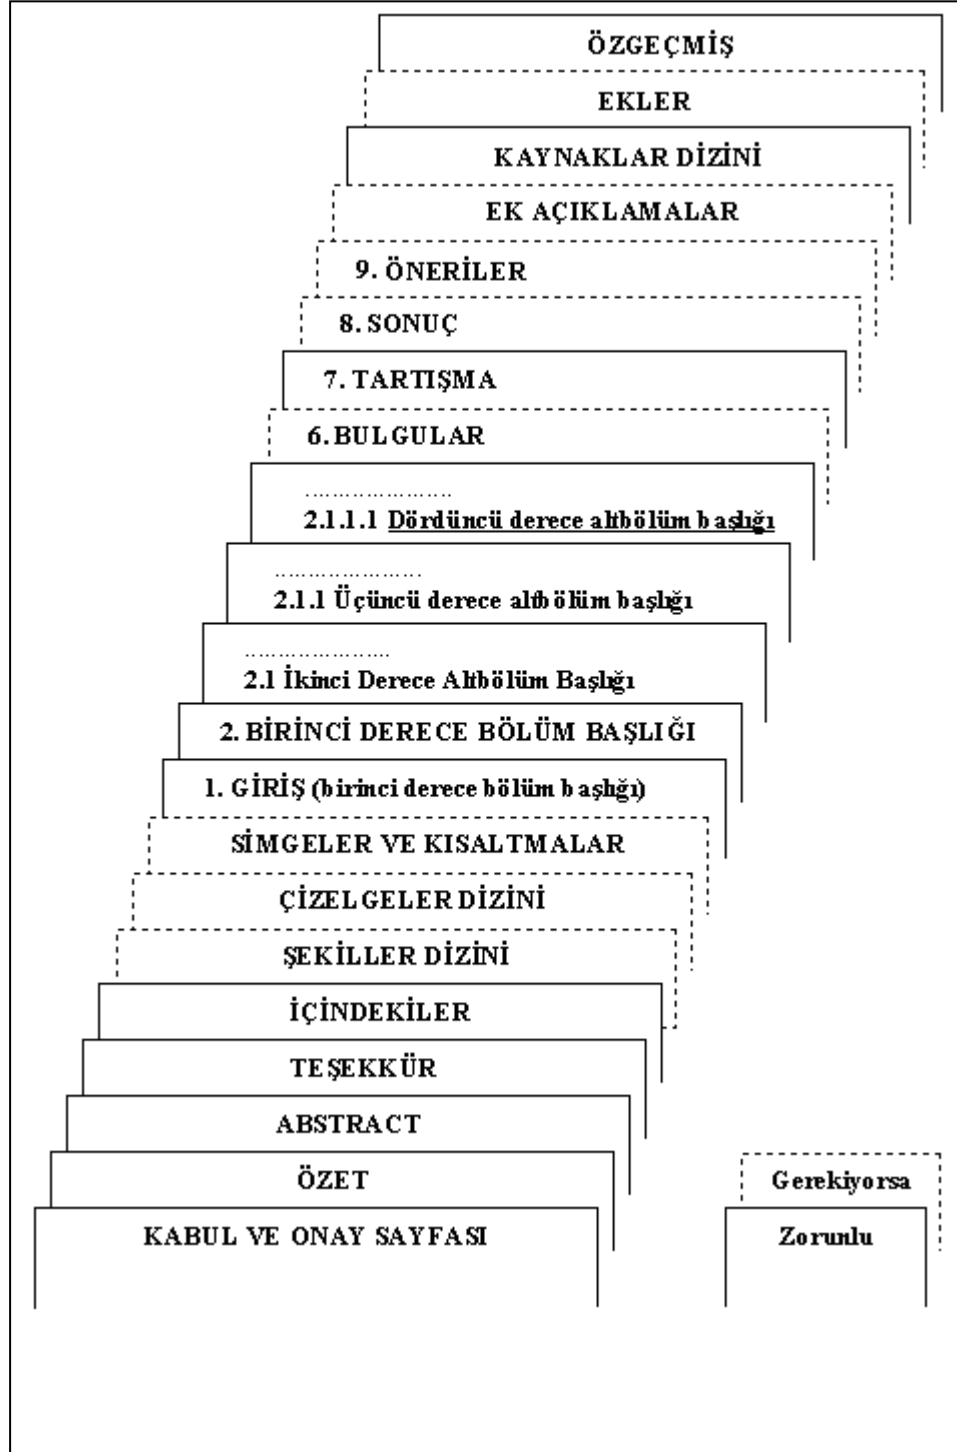 ÖZGEÇMİŞ
EKLER
KAYNAKLAR DİZİNİ
EK AÇIKLAMALAR
9. ÖNERİLER
8. SONUÇ
7. TARTIŞMA
6. BULGULAR
......................
2.1.1.1 Dördüncü derece altbölüm başlığı
......................
2.1.1 Üçüncü derece altbölüm başlığı
......................
2.1 İkinci Derece Altbölüm Başlığı
2. BİRİNCİ DERECE BÖLÜM BAŞLIĞI
1. GİRİŞ (birinci derece bölüm başlığı)
SİMGELER VE KISALTMALAR
ÇİZELGELER DİZİNİ
ŞEKİLLER DİZİNİ
İÇİNDEKİLER
TEŞEKKÜR
ABSTRACT
ÖZET
KABUL VE ONAY SAYFASI
Gerekiyorsa
Zorunlu